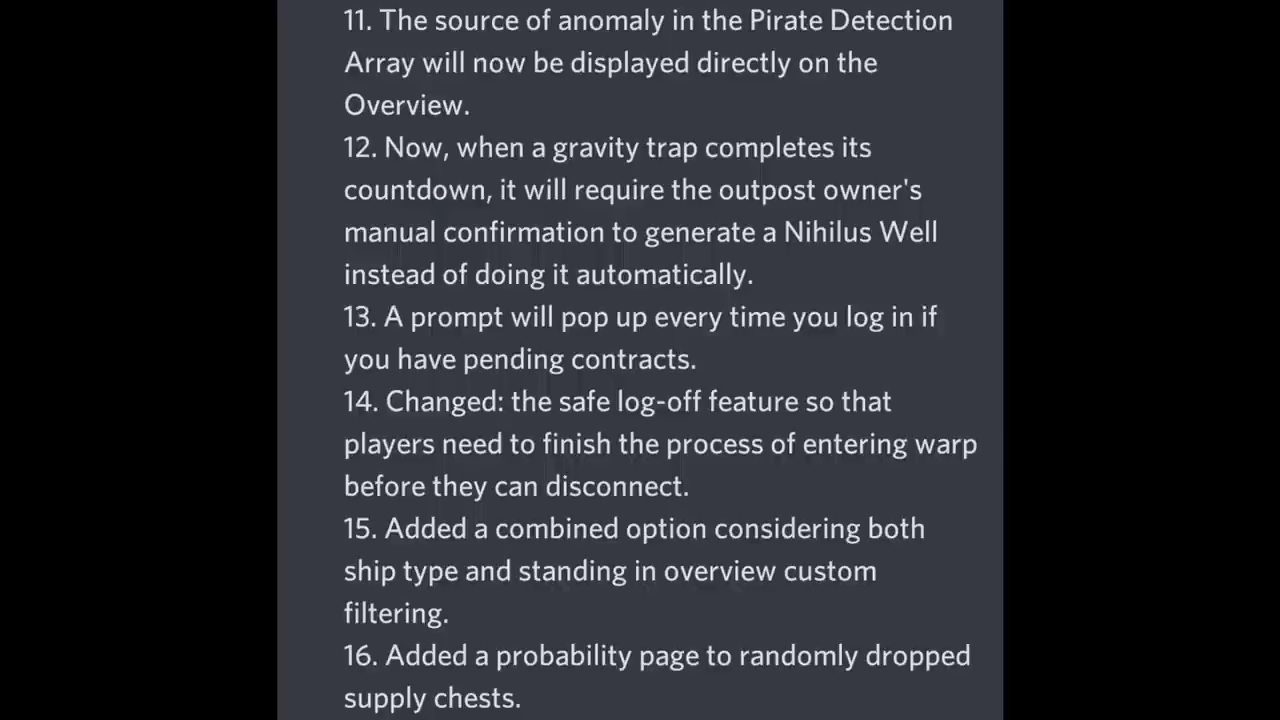 11. The source of anomaly in the Pirate Detection
Array will now be displayed directly on the
Overview.
12. Now, when a gravity trap completes its
countdown, it will require the outpost owner's
manual confirmation to generate a Nihilus Well
instead of doing it automatically.
13. A prompt will pop up every time you log in if
you have pending contracts.
14. Changed: the safe log-off feature so that
players need to finish the process of entering warp
before they can disconnect.
15. Added a combined option considering both
ship type and standing in overview custom
filtering.
16. Added a probability page to randomly dropped
supply chests.